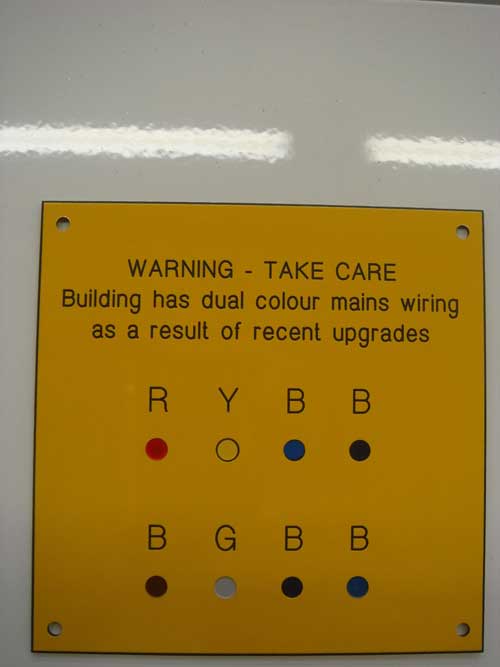 WARNING - TAKE CARE
Building has dual colour mains wiring
as a result of recent upgrades
R Y B B
B G B B